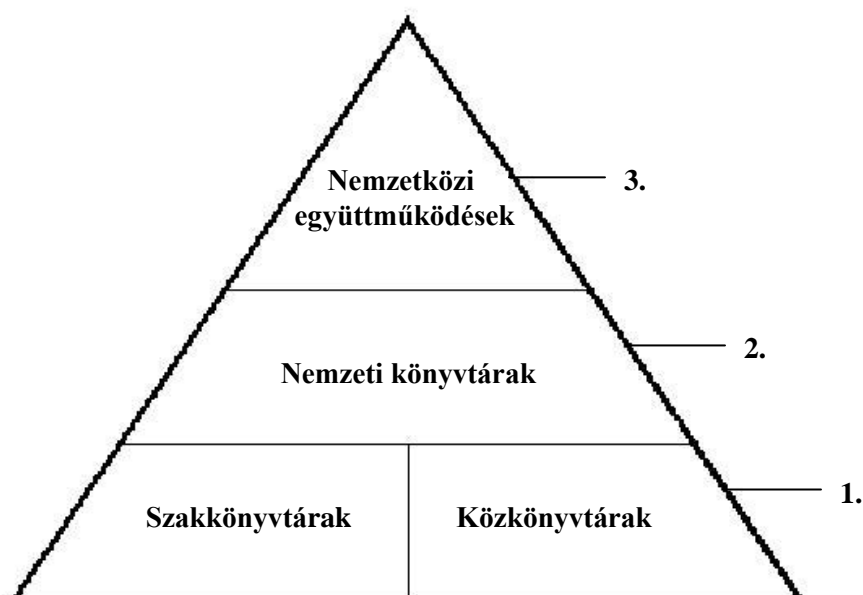 Nemzetközi
együttműködések
3.
Nemzeti könyvtárak
2.
Szakkönyvtárak
Közkönyvtárak
1.